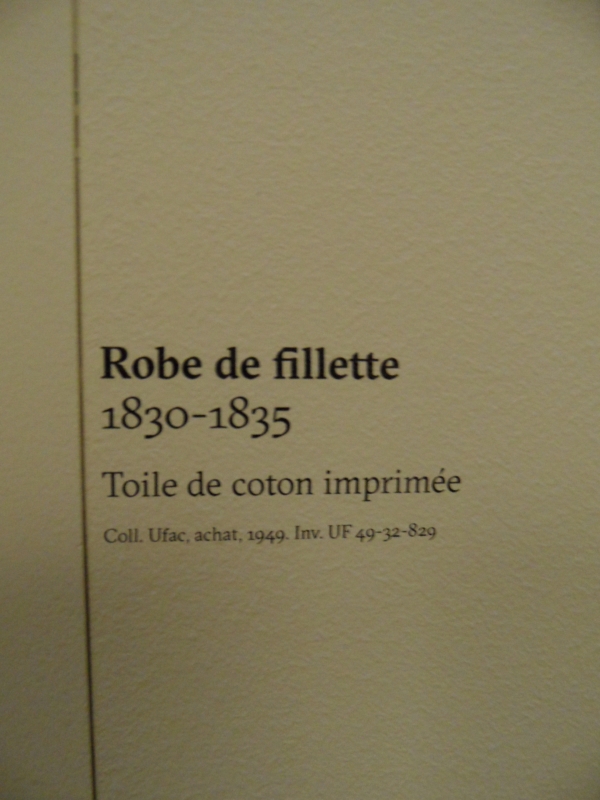 Robe de fillette
1830-1835
Toile de coton imprimée
Coll. Ufac, achat, 1949. Inv. UF 49-32-829